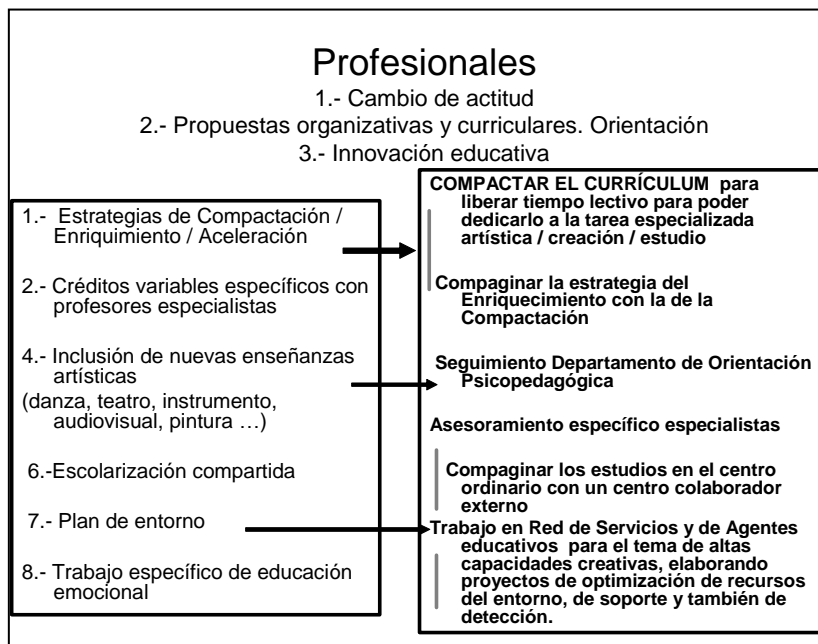 Profesionales
1.- Cambio de actitud
2.- Propuestas organizativas y curriculares. Orientación
3.- Innovación educativa
1.- Estrategias de Compactación /
Enriquimiento / Aceleración
2.- Créditos variables específicos con
profesores especialistas
4.- Inclusión de nuevas enseñanzas
artísticas
(danza, teatro, instrumento,
audiovisual, pintura ...)
6.-Escolarización compartida
7.- Plan de entorno
8.- Trabajo específico de educación
emocional
COMPACTAR EL CURRÍCULUM para
liberar tiempo lectivo para poder
dedicarlo a la tarea especializada
artística / creación / estudio
Compaginar la estrategia del
Enriquecimiento con la de la
Compactación
Seguimiento Departamento de Orientación
Psicopedagógica
Asesoramiento específico especialistas
Compaginar los estudios en el centro
ordinario con un centro colaborador
externo
Trabajo en Red de Servicios y de Agentes
educativos para el tema de altas
capacidades creativas, elaborando
proyectos de optimización de recursos
del entorno, de soporte y también de
detección.